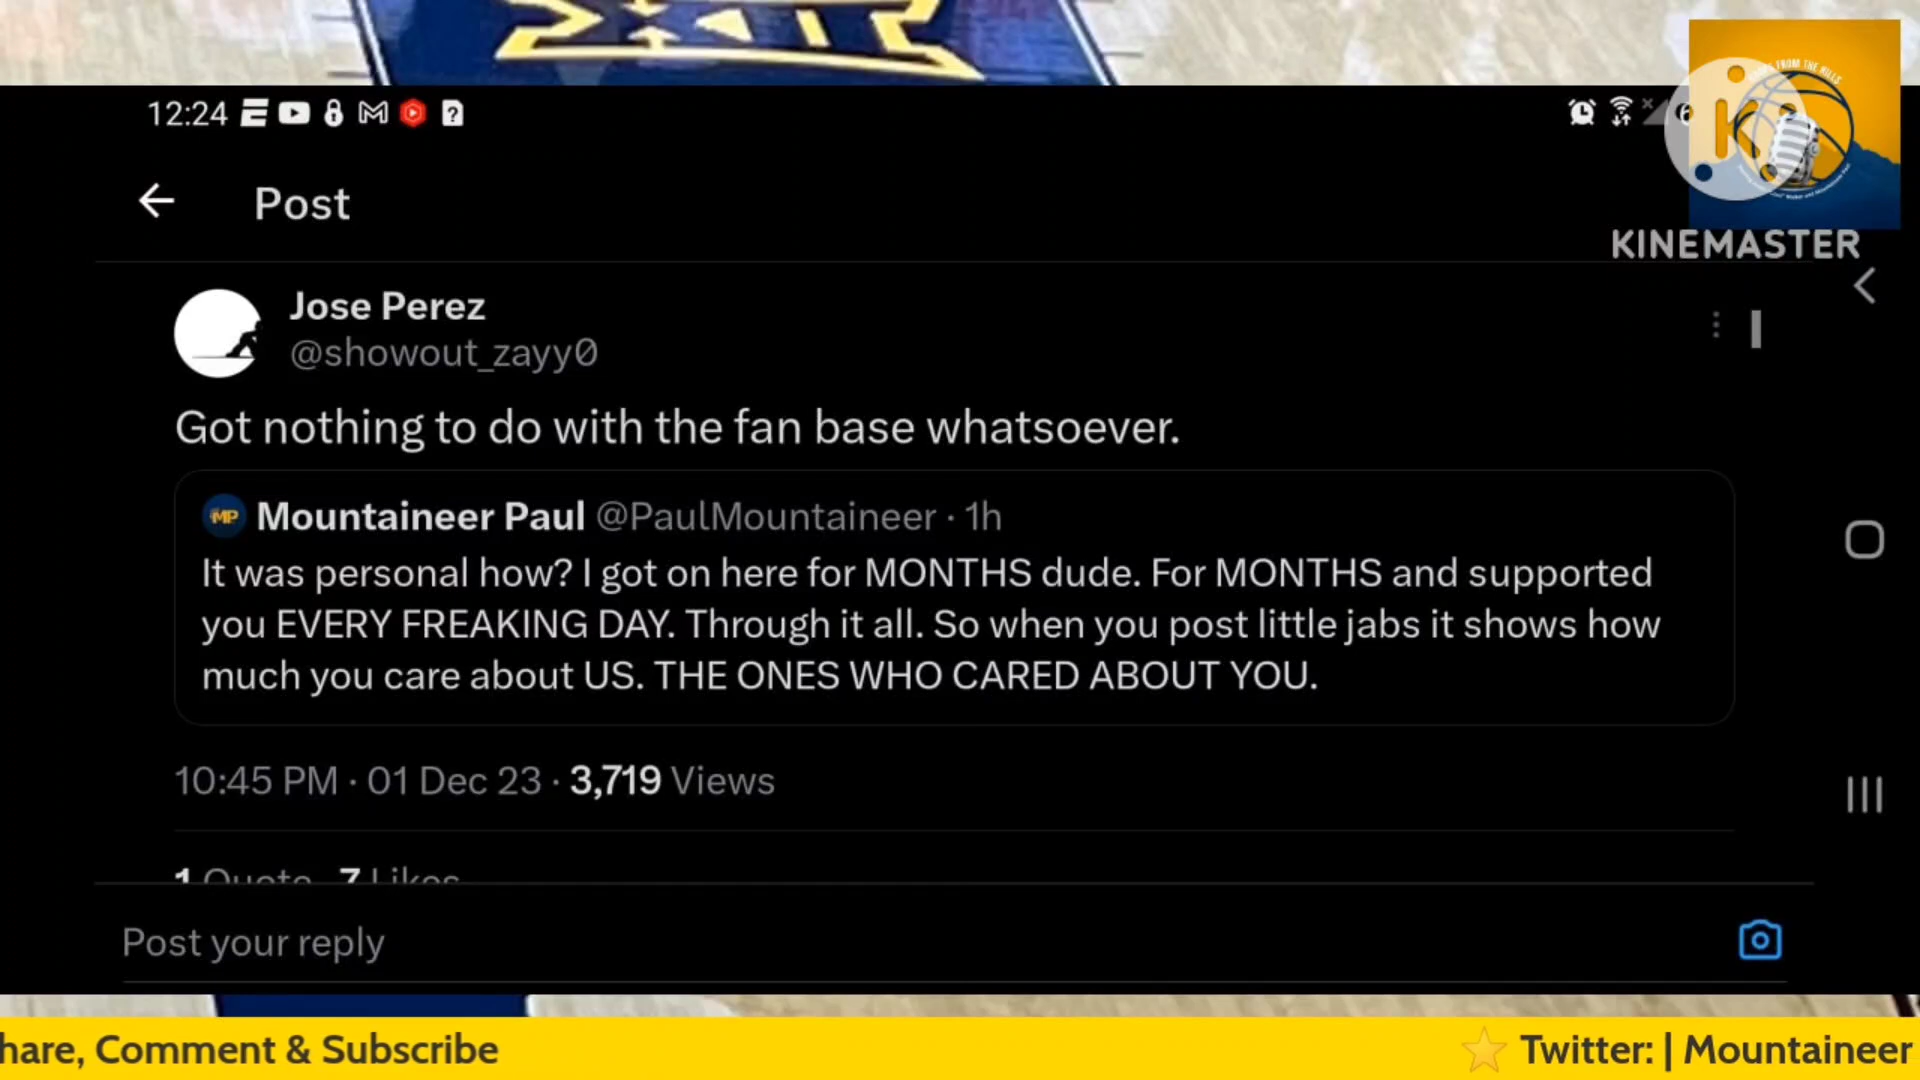 FROM THE HILLS
12:24
Post
KINEMASTER
Jose Perez
@showout_zayy0
Got nothing to do with the fan base whatsoever.
MP Mountaineer Paul @PaulMountaineer · 1h
It was personal how? I got on here for MONTHS dude. For MONTHS and supported
you EVERY FREAKING DAY. Through it all. So when you post little jabs it shows how
much you care about US. THE ONES WHO CARED ABOUT YOU.
10:45 PM · 01 Dec 23 · 3,719 Views
1 Quote 7 Likes
Post your reply
hare, Comment & Subscribe
Twitter: | Mountaineer